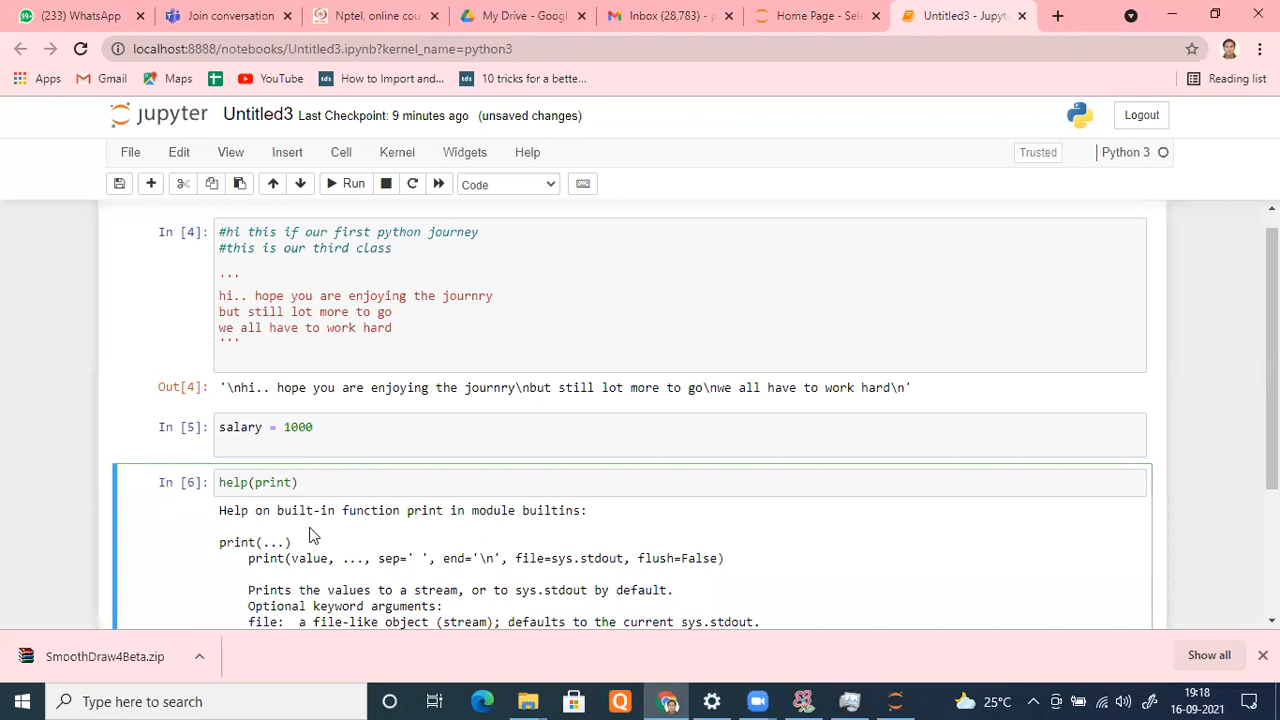 (233) WhatsApp
Join conversation
Nptel, online cou
My Drive - Googl
Inbox (28,783) - p
Home Page - Sele
Untitled3 - Jupyte
localhost:8888/notebooks/Untitled3.ipynb?kernel_name=python3
Apps
Gmail
Maps
YouTube
tds
How to Import and...
tds
10 tricks for a bette...
Reading list
jupyter
Untitled3 Last Checkpoint: 9 minutes ago (unsaved changes)
Logout
File
Edit
View
Insert
Cell
Kernel
Widgets
Help
Trusted
Python 3
Run
Code
In [4]:
#hi this if our first python journey
#this is our third class
'''
hi.. hope you are enjoying the journry
but still lot more to go
we all have to work hard
'''
Out[4]: '\nhi.. hope you are enjoying the journry\nbut still lot more to go\nwe all have to work hard\n'
In [5]: salary = 1000
In [6]: help(print)
Help on built-in function print in module builtins:
print(...)
print(value, ..., sep=' ', end='\n', file=sys.stdout, flush=False)
Prints the values to a stream, or to sys.stdout by default.
Optional keyword arguments:
file: a file-like object (stream); defaults to the current sys.stdout.
SmoothDraw4Beta.zip
Show all
Type here to search
25°C
19:18
16-09-2021